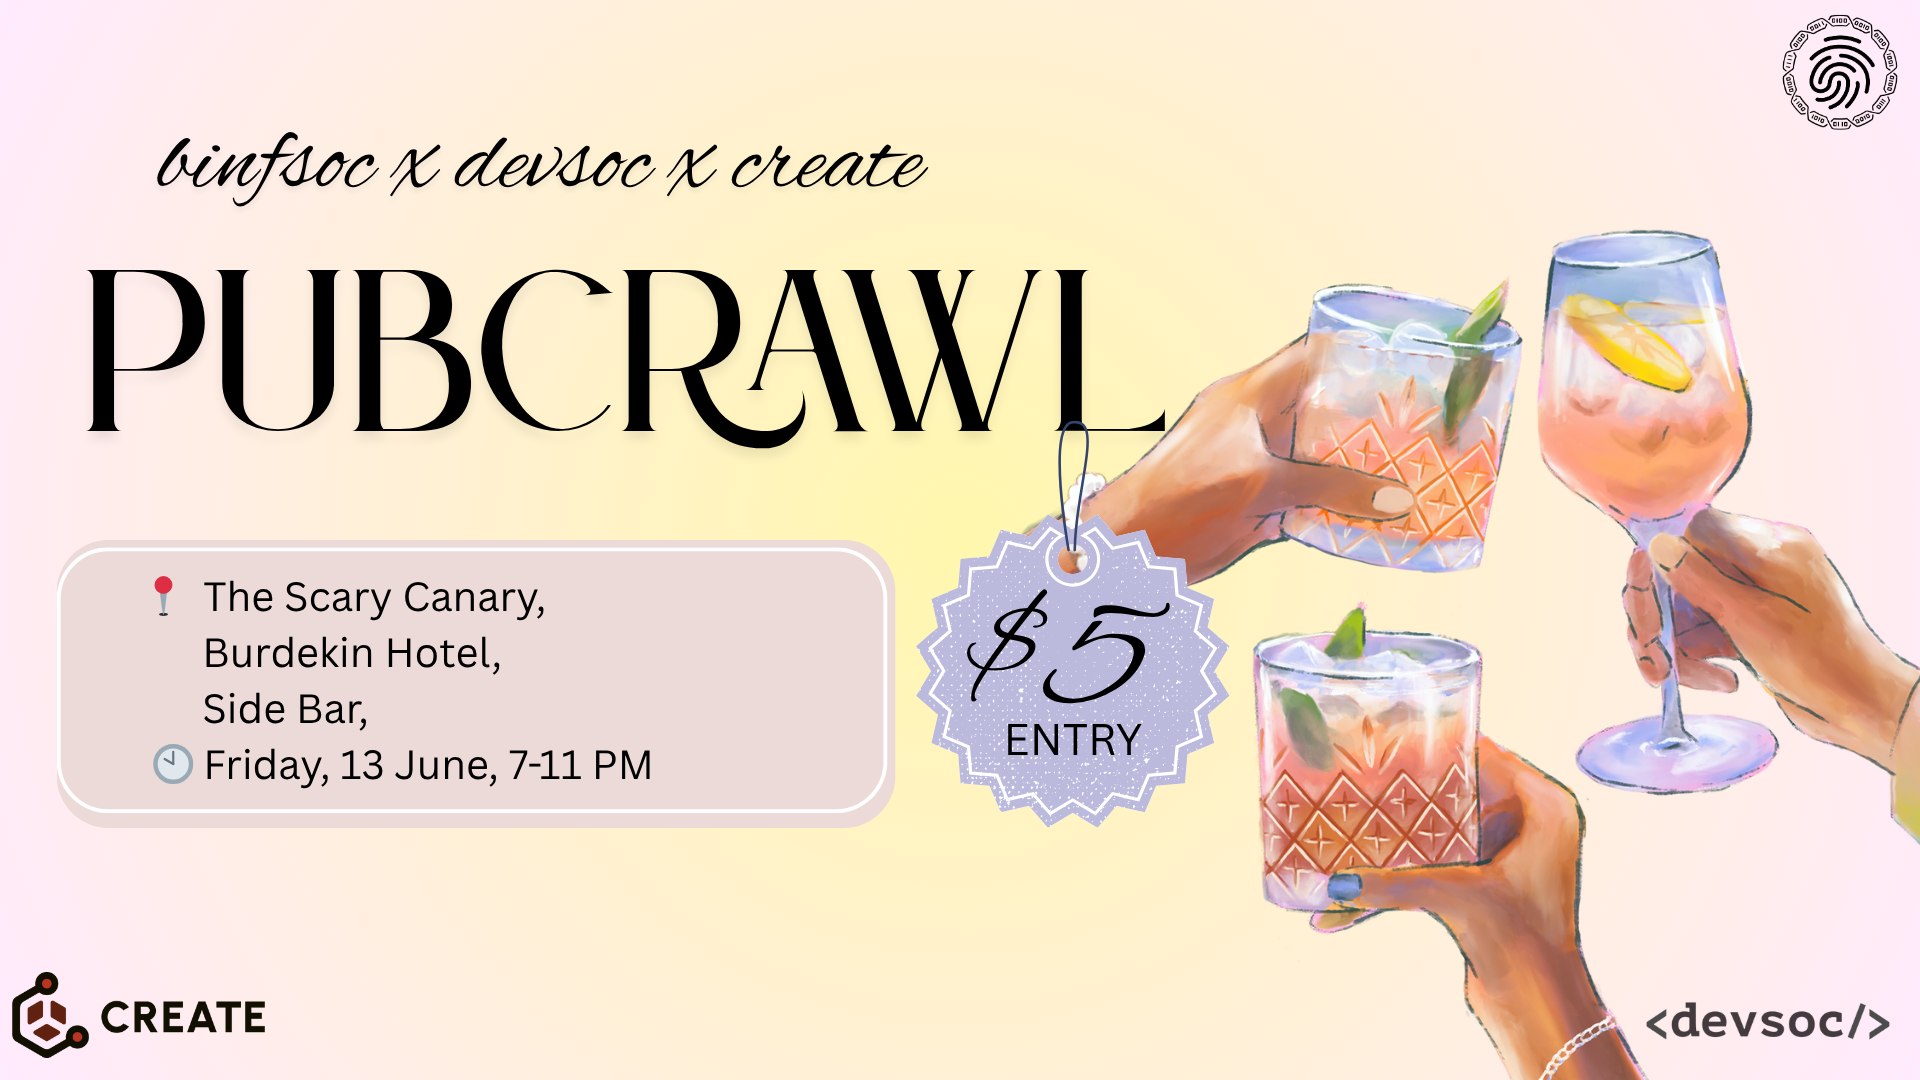 binfsoc x devsoc x create
PUBCRAWL
The Scary Canary,
Burdekin Hotel,
Side Bar,
Friday, 13 June, 7-11 PM
$5
ENTRY
CREATE
<devsoc/>